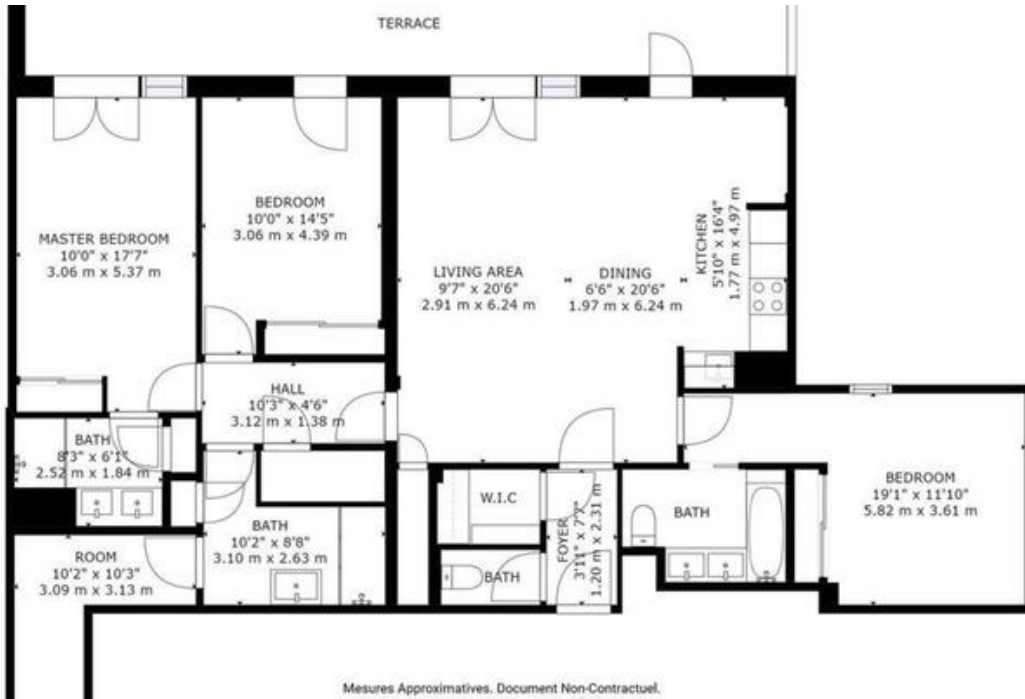 TERRACE
MASTER BEDROOM
10'0" x 17'7"
3.06 m x 5.37 m
BEDROOM
10'0" x 14'5"
3.06 m x 4.39 m
LIVING AREA
9'7" x 20'6"
2.91 m x 6.24 m
DINING
6'6" x 20'6"
1.97 m x 6.24 m
KITCHEN
5'10" x 16'4"
1.77 m x 4.97 m
HALL
10'3" x 4'6"
3.12 m x 1.38 m
BATH
8'3" x 6'1"
2.52 m x 1.84 m
BATH
10'2" x 8'8"
3.10 m x 2.63 m
ROOM
10'2" x 10'3"
3.09 m x 3.13 m
W.I.C
BATH
FOYER
3'11" x 7'7"
1.20 m x 2.31 m
BATH
BEDROOM
19'1" x 11'10"
5.82 m x 3.61 m
Mesures Approximatives. Document Non-Contractuel.